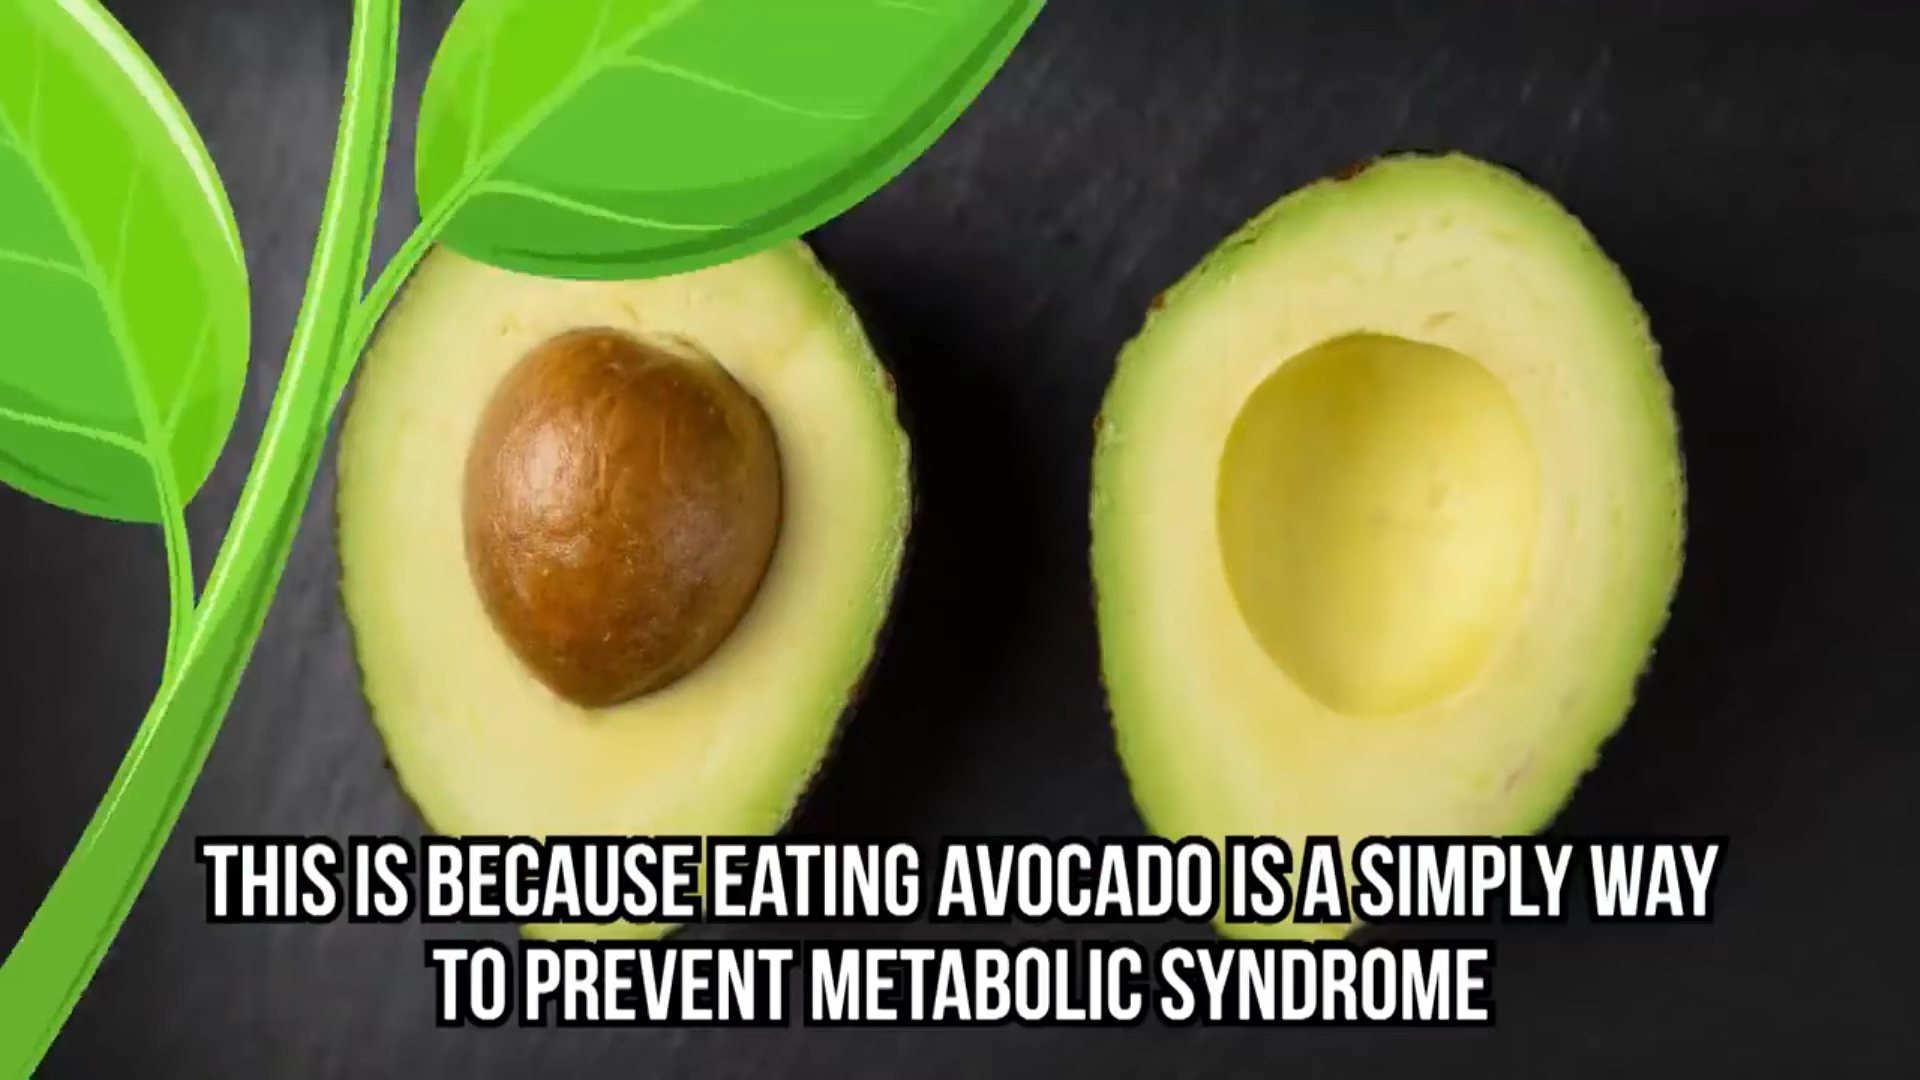 THIS IS BECAUSE EATING AVOCADO IS A SIMPLY WAY
TO PREVENT METABOLIC SYNDROME